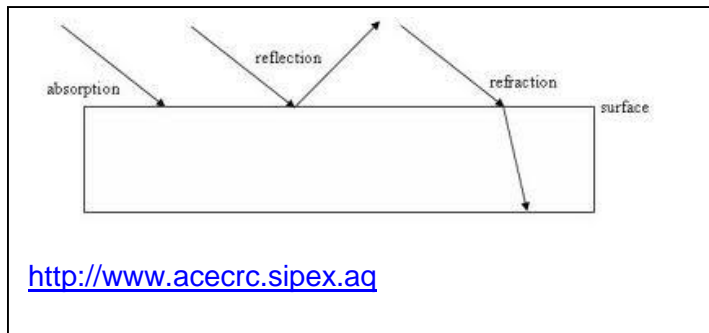 reflection
absorption
refraction
surface
http://www.acecrc.sipex.aq